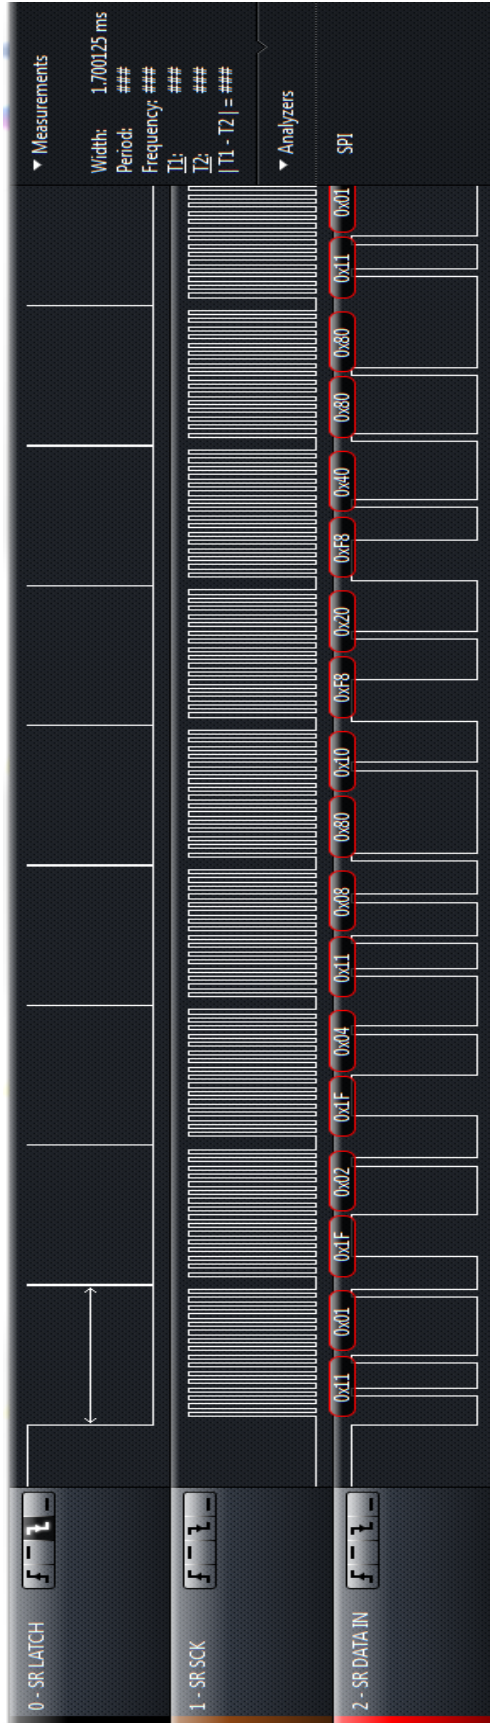 0 - SR LATCH
1 - SR SCK
2 - SR DATA IN
0x11 0x01 0x1F 0x02 0x1F 0x04 0x11 0x08 0x80 0x10 0xF8 0x20 0xF8 0x40 0x80 0x80 0x11 0x01
▼ Measurements
Width: 1.700125 ms
Period: ###
Frequency: ###
T1: ###
T2: ###
| T1 - T2 | = ###
▼ Analyzers
SPI